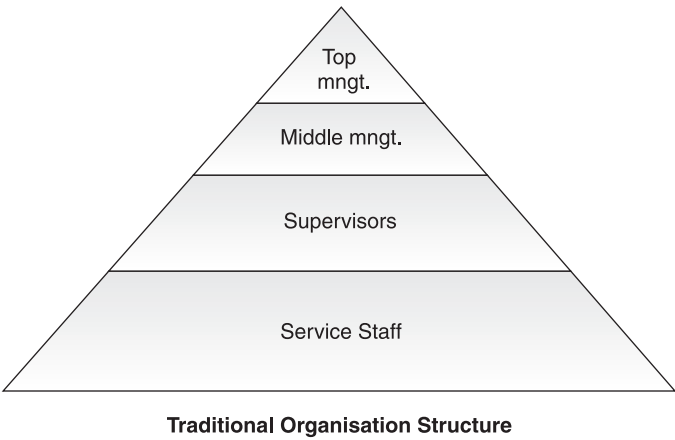 Top
mngt.
Middle mngt.
Supervisors
Service Staff
Traditional Organisation Structure